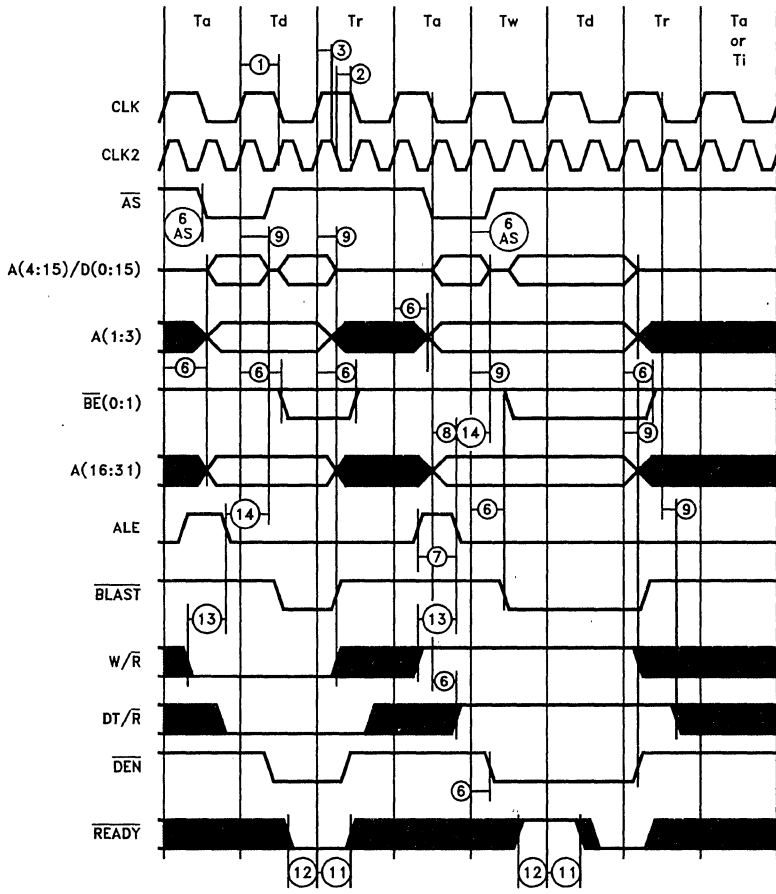 Ta Td Tr Ta Tw Td Tr Ta
or
Ti
3
1 2
CLK
CLK2
AS
6
AS
6
AS
9 9
A(4:15)/D(0:15)
6
A(1:3)
6 6 6 9 6
BE(0:1)
8 14 9
A(16:31)
14 6 9
ALE
7
BLAST
13 13
W/R
6
DT/R
DEN
6
READY
12 11 12 11